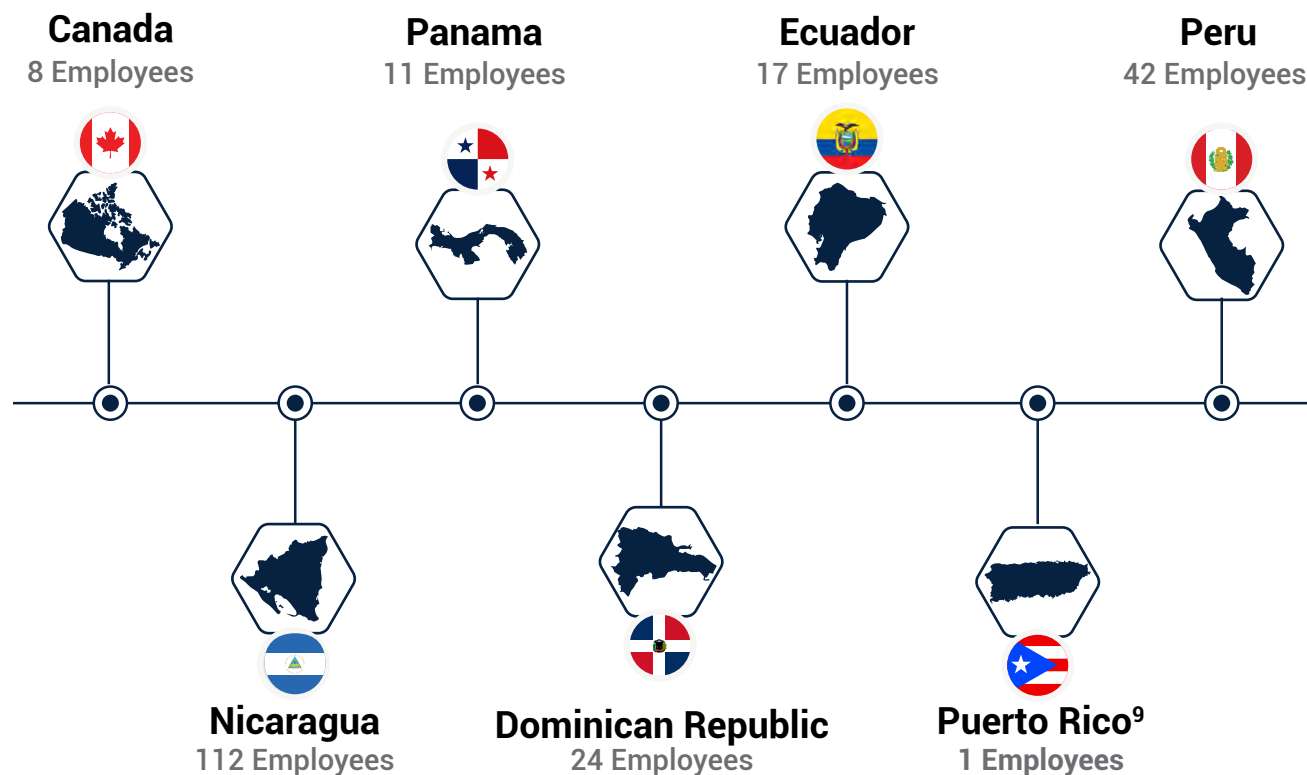 Canada
8 Employees
Panama
11 Employees
Ecuador
17 Employees
Peru
42 Employees
Nicaragua
112 Employees
Dominican Republic
24 Employees
Puerto Rico⁹
1 Employees